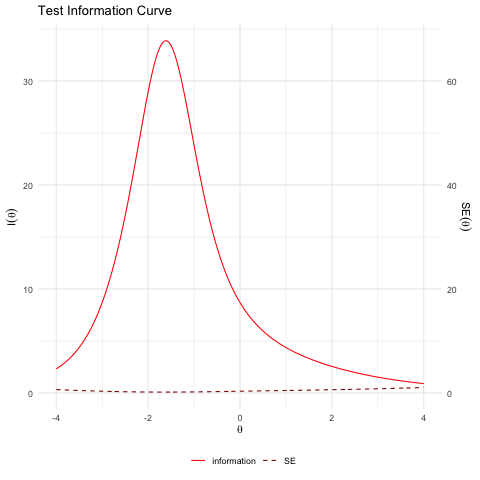 Test Information Curve
I(θ)
30
20
10
0
60
40
20
0
SE(θ)
-4 -2 0 2 4
θ
information SE